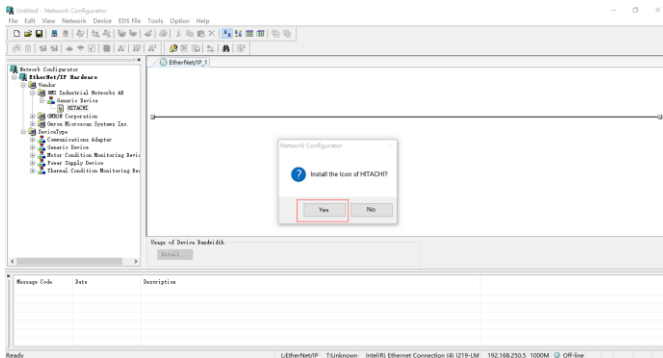 Untitled - Network Configurator
File Edit View Network Device EDS File Tools Option Help
EtherNet/IP_1
Network Configurator
EtherNet/IP Hardware
Vendor
HMS Industrial Networks AB
Generic Device
HITACHI
OMRON Corporation
Omron Microscan Systems Inc.
DeviceType
Communications Adapter
Generic Device
Motor Condition Monitoring Devi
Power Supply Device
Thermal Condition Monitoring De
Network Configurator
Install the Icon of HITACHI?
Yes
No
Usage of Device Bandwidth
Detail...
Message Code Date Description
Ready
L:EtherNet/IP T:Unknown Intel(R) Ethernet Connection (4) I219-LM 192.168.250.5 1000M Off-line